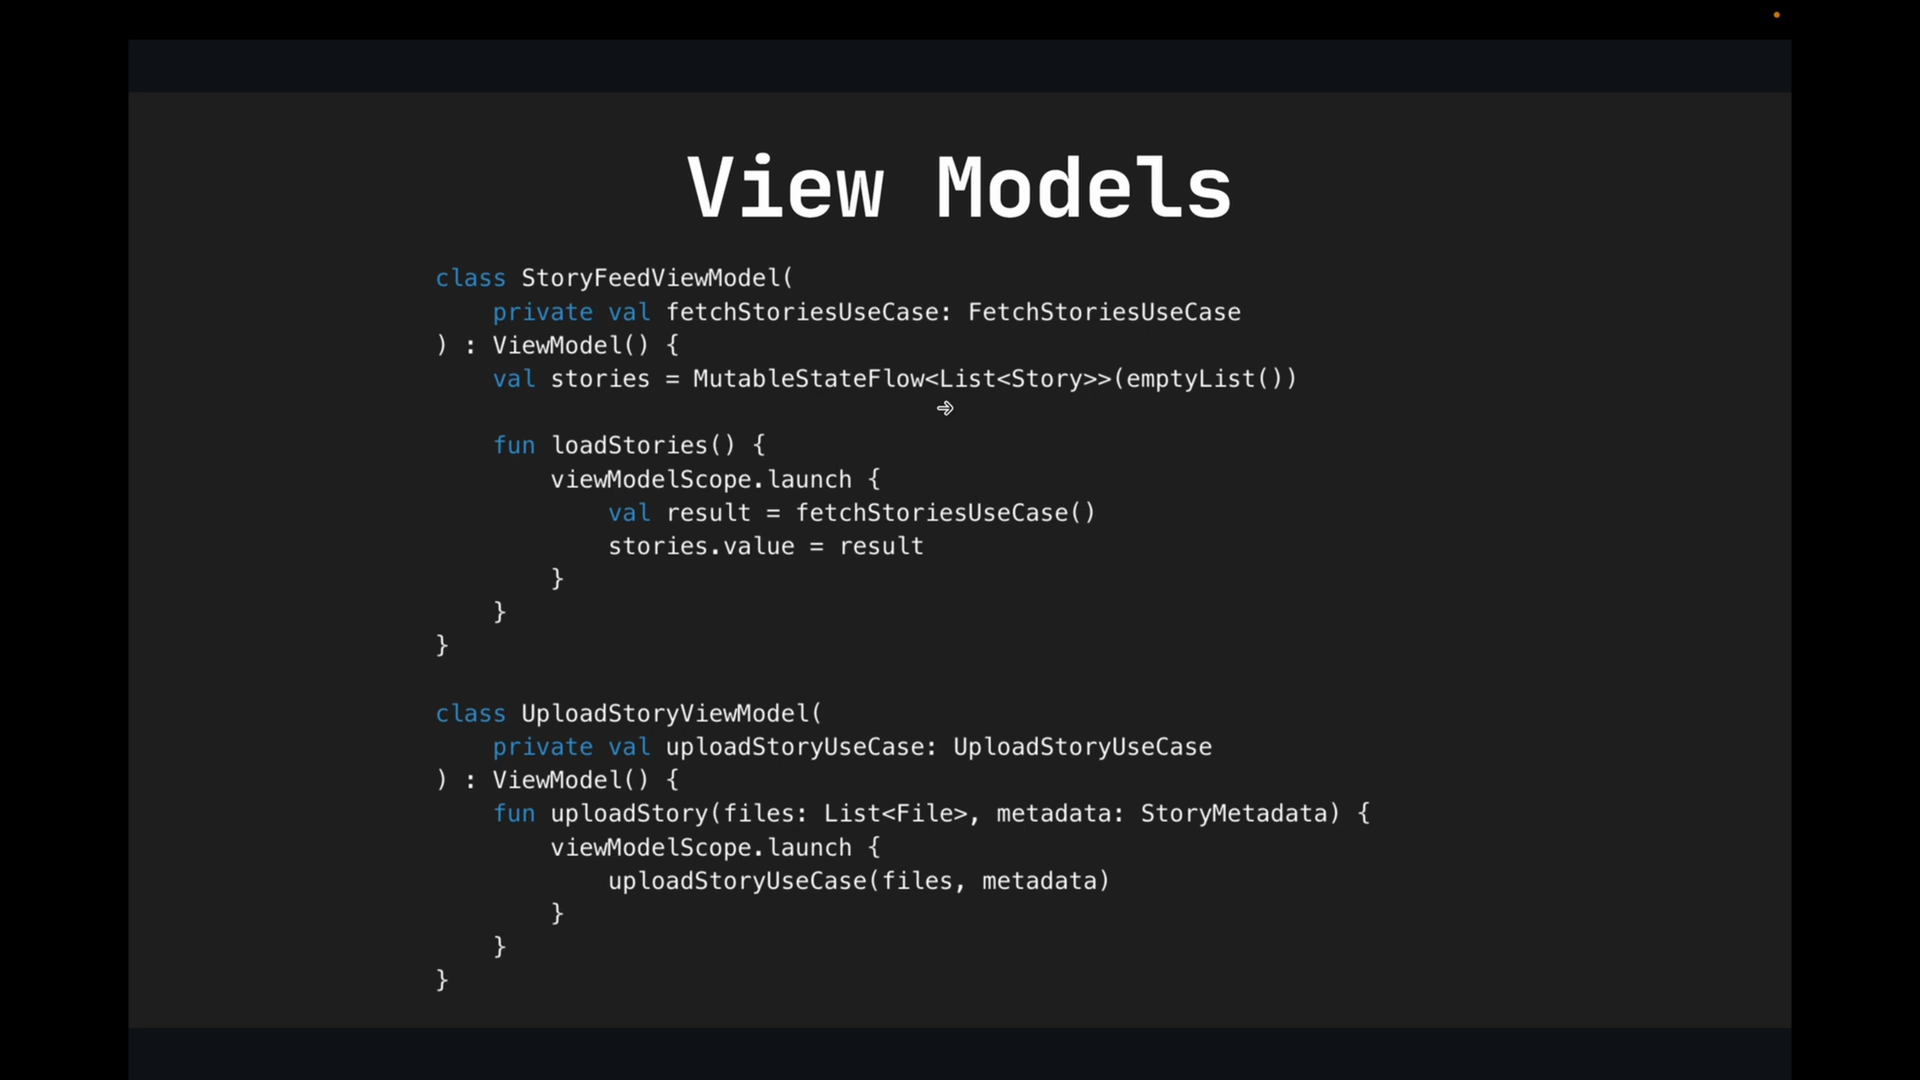 View Models
class StoryFeedViewModel(
    private val fetchStoriesUseCase: FetchStoriesUseCase
) : ViewModel() {
    val stories = MutableStateFlow<List<Story>>(emptyList())
    fun loadStories() {
        viewModelScope.launch {
            val result = fetchStoriesUseCase()
            stories.value = result
        }
    }
}
class UploadStoryViewModel(
    private val uploadStoryUseCase: UploadStoryUseCase
) : ViewModel() {
    fun uploadStory(files: List<File>, metadata: StoryMetadata) {
        viewModelScope.launch {
            uploadStoryUseCase(files, metadata)
        }
    }
}